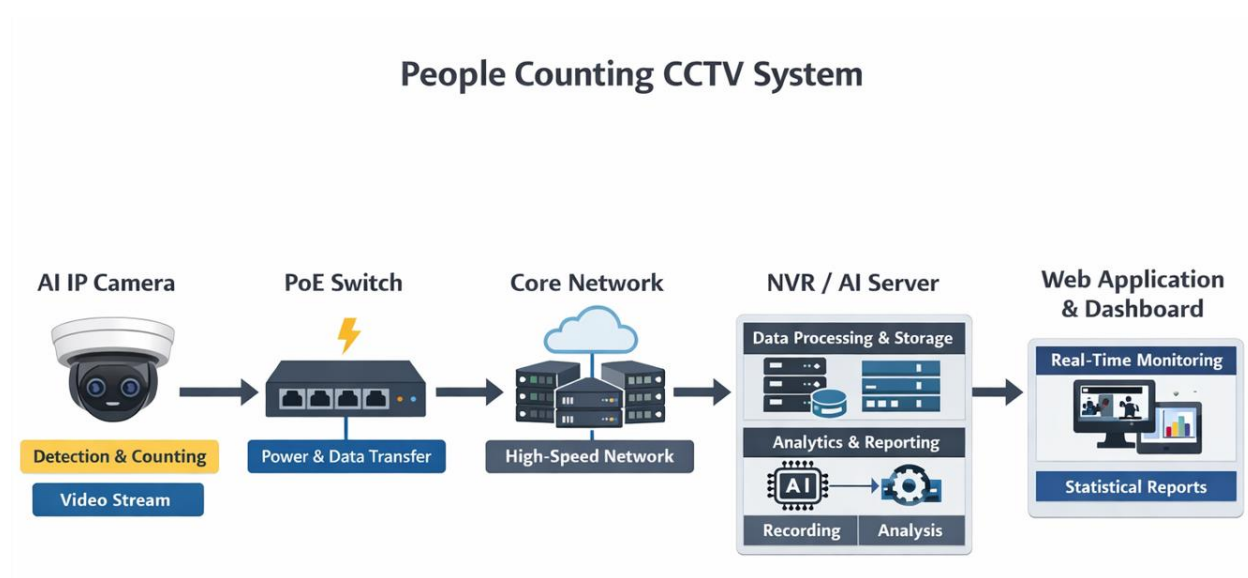 People Counting CCTV System
AI IP Camera
Detection & Counting
Video Stream
PoE Switch
Power & Data Transfer
Core Network
High-Speed Network
NVR / AI Server
Data Processing & Storage
Analytics & Reporting
AI
Recording
Analysis
Web Application
& Dashboard
Real-Time Monitoring
Statistical Reports